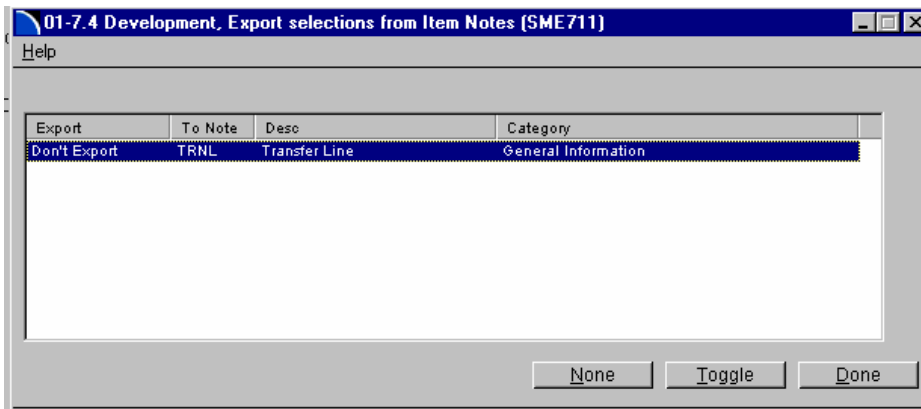 01-7.4 Development, Export selections from Item Notes (SME711)
Help
Export To Note Desc Category
Don't Export TRNL Transfer Line General Information
None Toggle Done